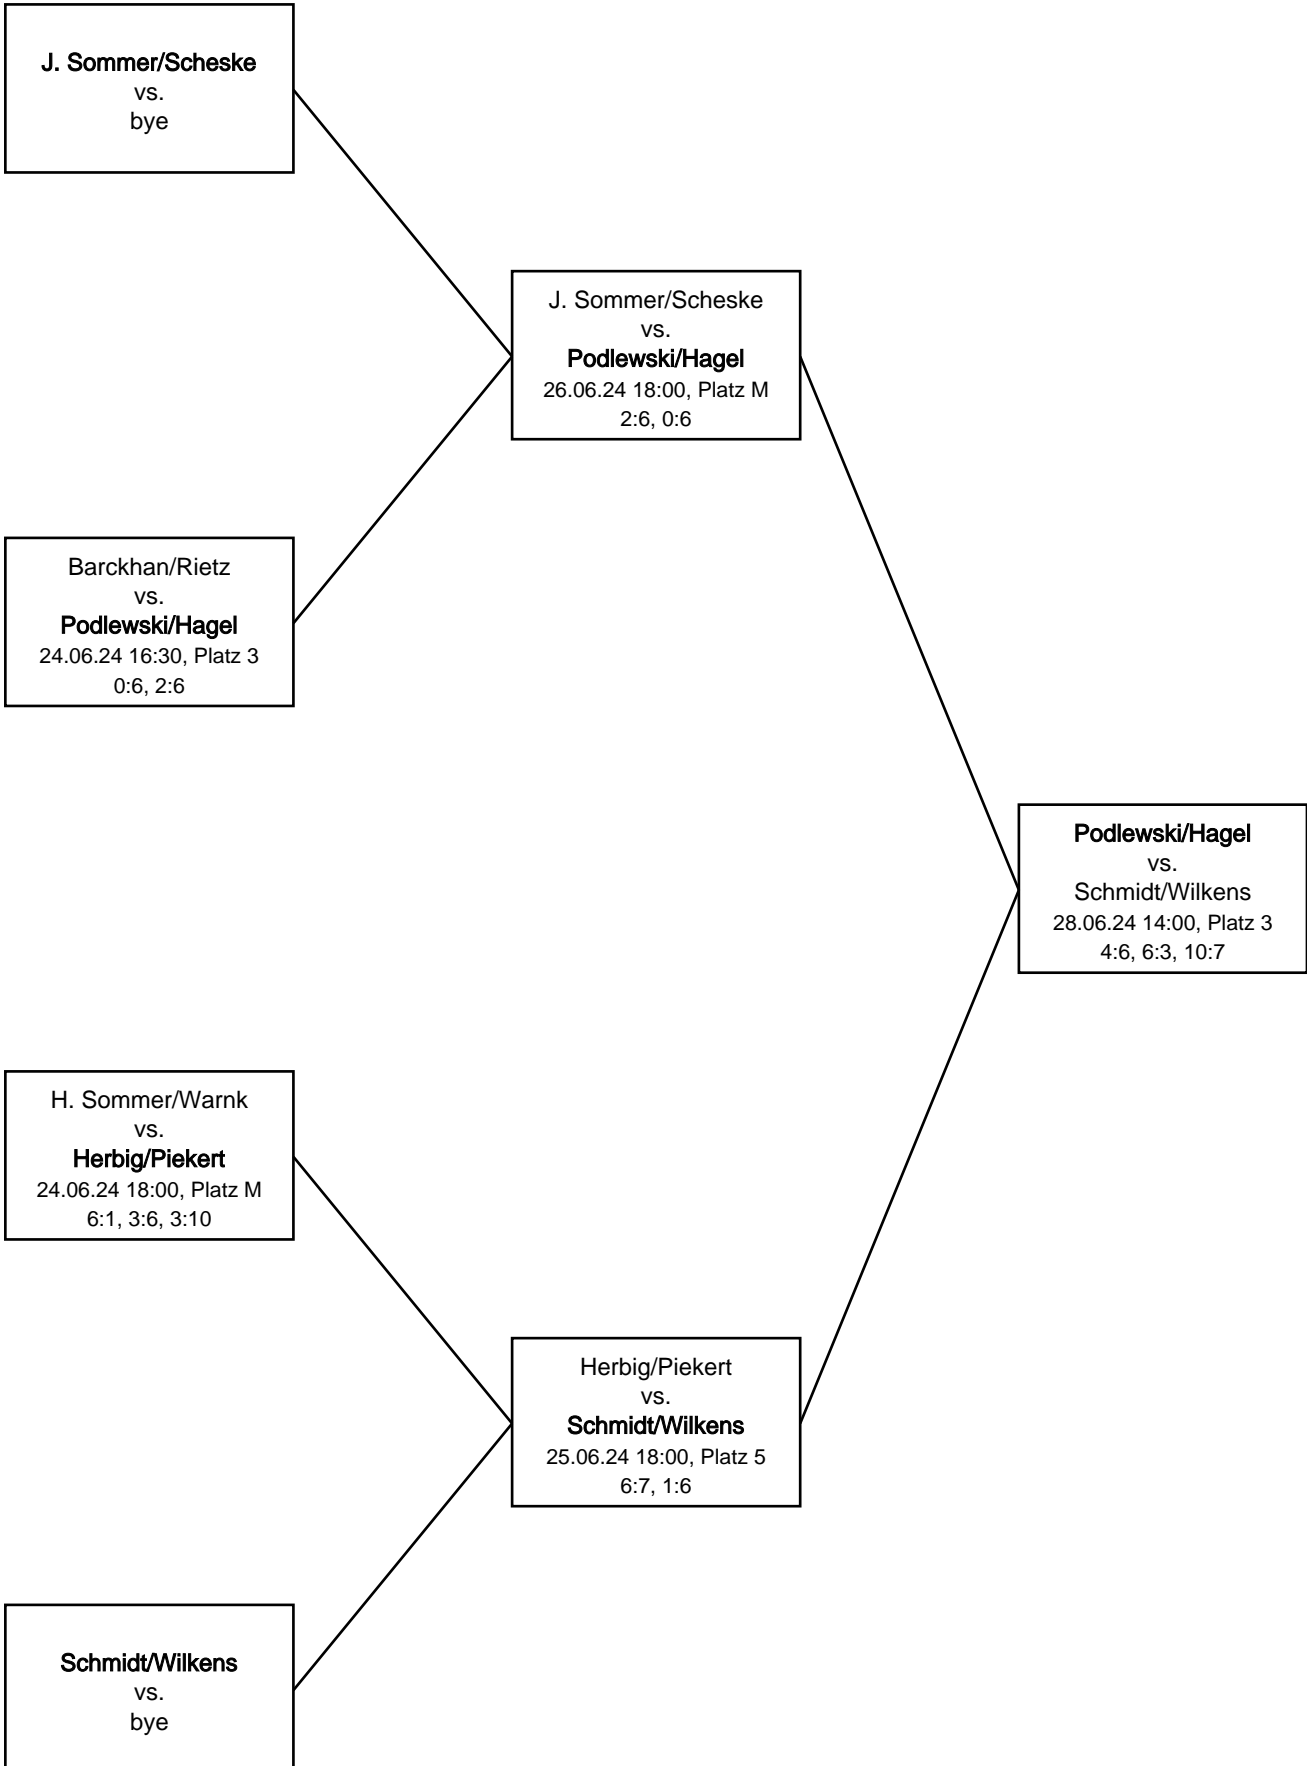 J. Sommer/Scheske
vs.
bye
J. Sommer/Scheske
vs.
Podlewski/Hagel
26.06.24 18:00, Platz M
2:6, 0:6
Barckhan/Rietz
vs.
Podlewski/Hagel
24.06.24 16:30, Platz 3
0:6, 2:6
Podlewski/Hagel
vs.
Schmidt/Wilkens
28.06.24 14:00, Platz 3
4:6, 6:3, 10:7
H. Sommer/Warnk
vs.
Herbig/Piekert
24.06.24 18:00, Platz M
6:1, 3:6, 3:10
Herbig/Piekert
vs.
Schmidt/Wilkens
25.06.24 18:00, Platz 5
6:7, 1:6
Schmidt/Wilkens
vs.
bye